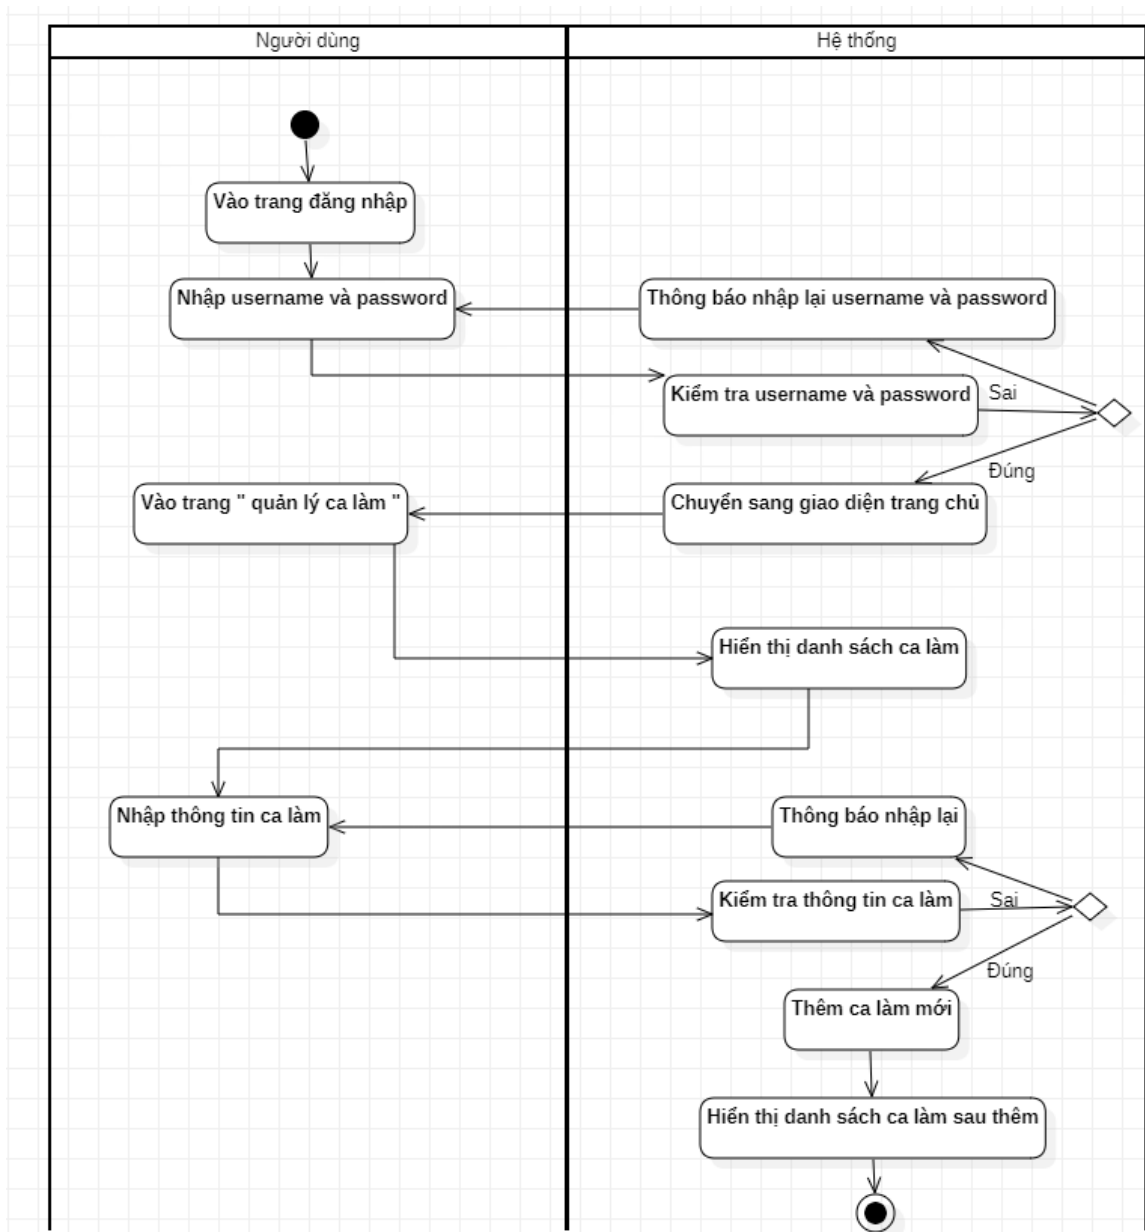 Người dùng
Hệ thống
Vào trang đăng nhập
Nhập username và password
Thông báo nhập lại username và password
Kiểm tra username và password
Sai
Đúng
Vào trang " quản lý ca làm "
Chuyển sang giao diện trang chủ
Hiển thị danh sách ca làm
Nhập thông tin ca làm
Thông báo nhập lại
Kiểm tra thông tin ca làm
Sai
Đúng
Thêm ca làm mới
Hiển thị danh sách ca làm sau thêm